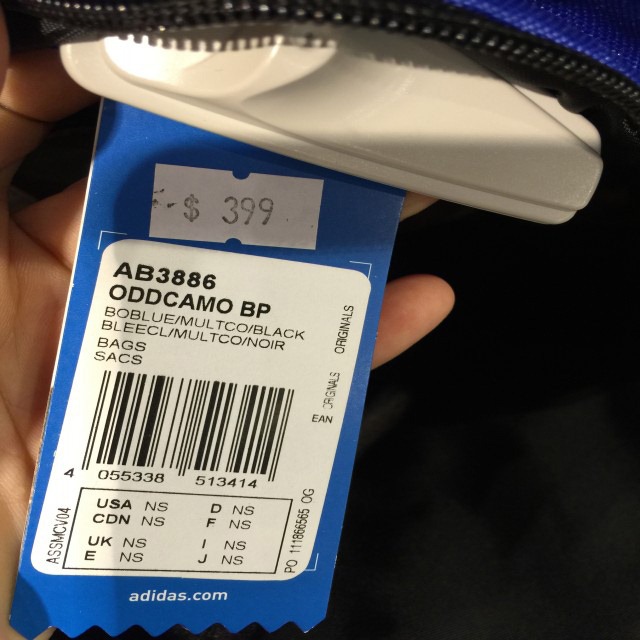 $ 399
AB3886
ODDCAMO BP
BOBLUE/MULTCO/BLACK
BLEECL/MULTCO/NOIR
BAGS
SACS
ORIGINALS
ORIGINALS
EAN
4 055338 513414
USA NS D NS
CDN NS F NS
UK NS I NS
E NS J NS
ASSMCV04
PO 111866565 OG
adidas.com